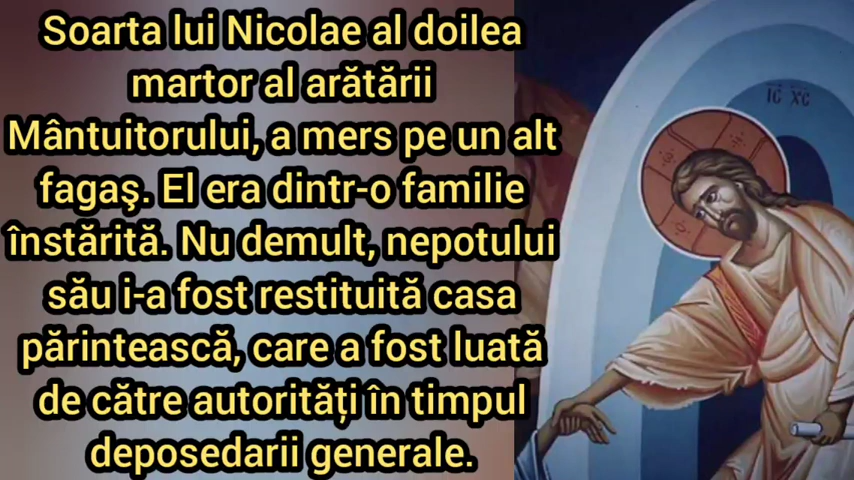 Soarta lui Nicolae al doilea
martor al arătării
Mântuitorului, a mers pe un alt
fagaş. El era dintr-o familie
înstărită. Nu demult, nepotului
său i-a fost restituită casa
părintească, care a fost luată
de către autorități în timpul
deposedarii generale.
IC XC